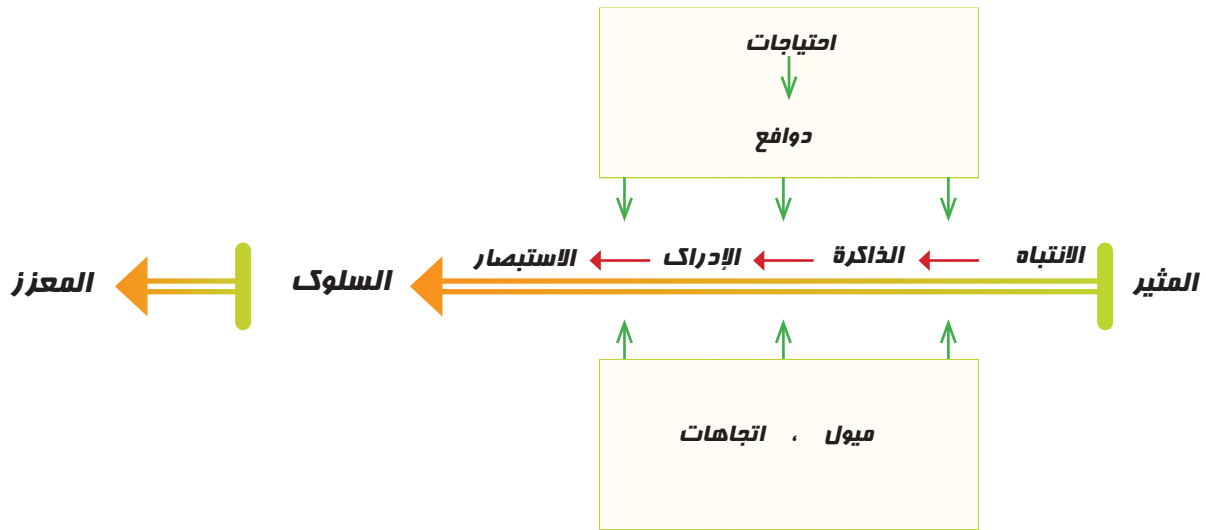 احتياجات
دوافع
الانتباه
الذاكرة
الإدراك
الاستبصار
المثير
السلوك
المعزز
ميول ، اتجاهات